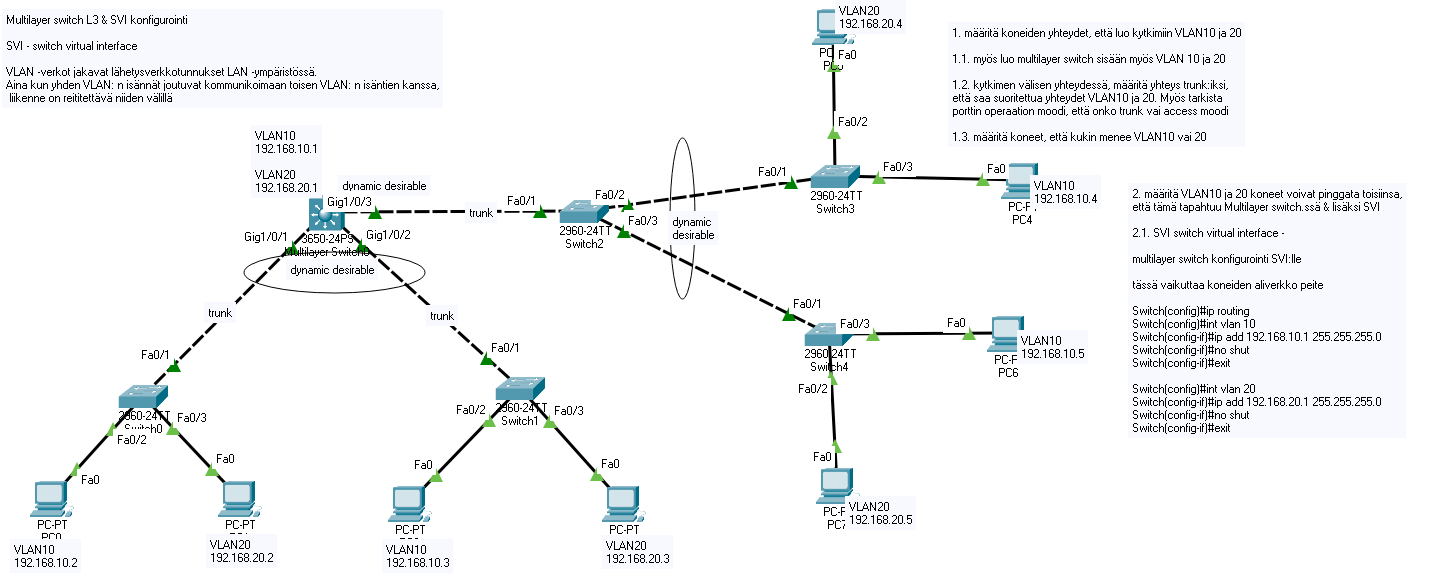 Multilayer switch L3 & SVI konfigurointi
SVI - switch virtual interface
VLAN -verkot jakavat lähetysverkkotunnukset LAN -ympäristössä.
Aina kun yhden VLAN: n isännät joutuvat kommunikoimaan toisen VLAN: n isäntien kanssa,
liikenne on reititettävä niiden välillä
VLAN20
192.168.20.4
Fa0
1. määritä koneiden yhteydet, että luo kytkimiin VLAN10 ja 20
1.1. myös luo multilayer switch sisään myös VLAN 10 ja 20
1.2. kytkimen välisen yhteydessä, määritä yhteys trunk:iksi,
että saa suoritettua yhteydet VLAN10 ja 20. Myös tarkista
porttin operaation moodi, että onko trunk vai access moodi
1.3. määritä koneet, että kukin menee VLAN10 vai 20
VLAN10
192.168.10.1
VLAN20
192.168.20.1
dynamic desirable
Gig1/0/3
trunk
Gig1/0/1
Gig1/0/2
3650-24PS
Multilayer Switch0
dynamic desirable
Fa0/1
Fa0/2
Fa0/3
2960-24TT
Switch2
dynamic
desirable
Fa0/2
Fa0/1
Fa0/3
2960-24TT
Switch3
Fa0
VLAN10
192.168.10.4
PC4
2. määritä VLAN10 ja 20 koneet voivat pinggata toisiinsa,
että tämä tapahtuu Multilayer switch.ssä & lisäksi SVI
2.1. SVI switch virtual interface -
multilayer switch konfigurointi SVI:lle
tässä vaikuttaa koneiden aliverkko peite
Switch(config)#ip routing
Switch(config)#int vlan 10
Switch(config-if)#ip add 192.168.10.1 255.255.255.0
Switch(config-if)#no shut
Switch(config-if)#exit
Switch(config)#int vlan 20
Switch(config-if)#ip add 192.168.20.1 255.255.255.0
Switch(config-if)#no shut
Switch(config-if)#exit
trunk
trunk
Fa0/1
Fa0/3
2960-24TT
Switch4
Fa0/2
Fa0
VLAN10
192.168.10.5
PC6
Fa0
VLAN20
192.168.20.5
PC7
Fa0/1
2960-24TT
Switch0
Fa0/2
Fa0/3
Fa0
Fa0
PC-PT
PC0
PC-PT
VLAN10
192.168.10.2
VLAN20
192.168.20.2
Fa0/1
2960-24TT
Switch1
Fa0/2
Fa0/3
Fa0
Fa0
PC-PT
PC-PT
VLAN10
192.168.10.3
VLAN20
192.168.20.3